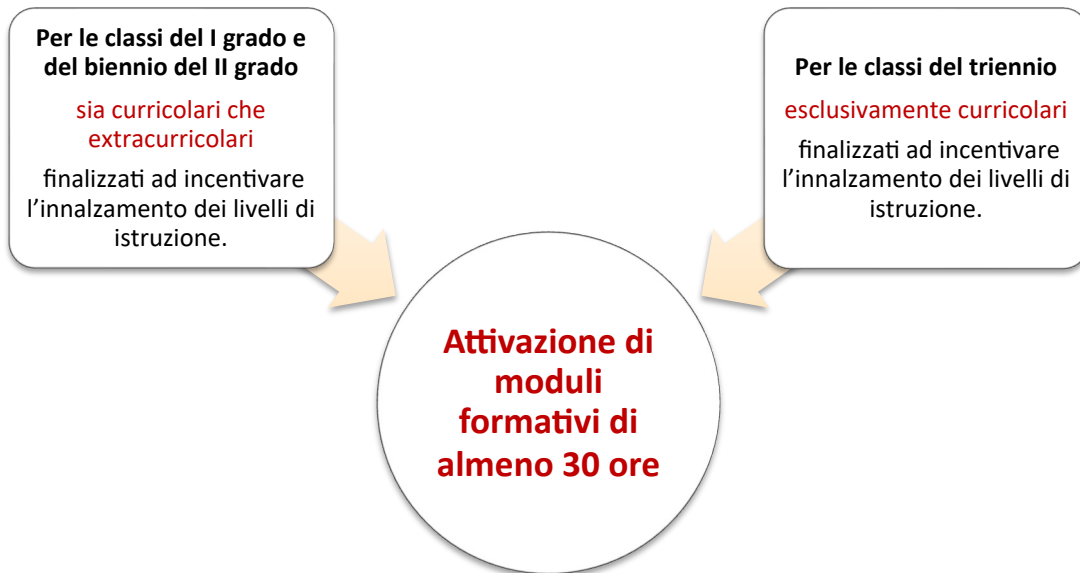 Per le classi del I grado e
del biennio del II grado
sia curricolari che
extracurricolari
finalizzati ad incentivare
l’innalzamento dei livelli di
istruzione.
Per le classi del triennio
esclusivamente curricolari
finalizzati ad incentivare
l’innalzamento dei livelli di
istruzione.
Attivazione di
moduli
formativi di
almeno 30 ore